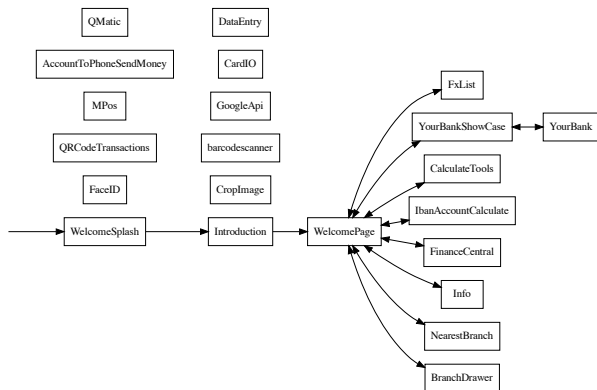 QMatic
DataEntry
AccountToPhoneSendMoney
CardIO
FxList
MPos
GoogleApi
YourBankShowCase
YourBank
QRCodeTransactions
barcodescanner
CalculateTools
FaceID
CropImage
IbanAccountCalculate
WelcomeSplash
Introduction
WelcomePage
FinanceCentral
Info
NearestBranch
BranchDrawer